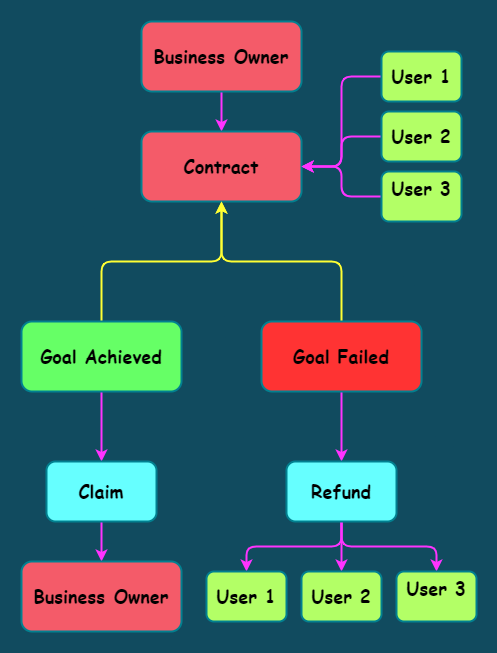 Business Owner
User 1
User 2
Contract
User 3
Goal Achieved
Goal Failed
Claim
Refund
Business Owner
User 1
User 2
User 3